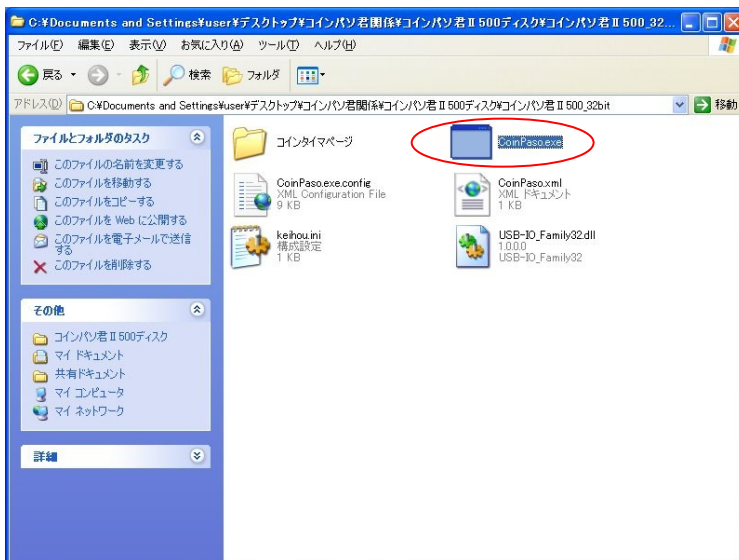 C:¥Documents and Settings¥user¥デスクトップ¥コインパソ君関係¥コインパソ君Ⅱ500ディスク¥コインパソ君Ⅱ500_32...
ファイル(F) 編集(E) 表示(V) お気に入り(A) ツール(T) ヘルプ(H)
戻る 検索 フォルダ
アドレス(D) C:¥Documents and Settings¥user¥デスクトップ¥コインパソ君関係¥コインパソ君Ⅱ500ディスク¥コインパソ君Ⅱ500_32bit 移動
ファイルとフォルダのタスク
このファイルの名前を変更する
このファイルを移動する
このファイルをコピーする
このファイルを Web に公開する
このファイルを電子メールで送信
する
このファイルを削除する
その他
コインパソ君Ⅱ500ディスク
マイ ドキュメント
共有ドキュメント
マイ コンピュータ
マイ ネットワーク
詳細
コインタイマページ
CoinPaso.exe
CoinPaso.exe.config
XML Configuration File
9 KB
CoinPaso.xml
XML ドキュメント
1 KB
keihou.ini
構成設定
1 KB
USB-IO_Family32.dll
1.0.0.0
USB-IO_Family32